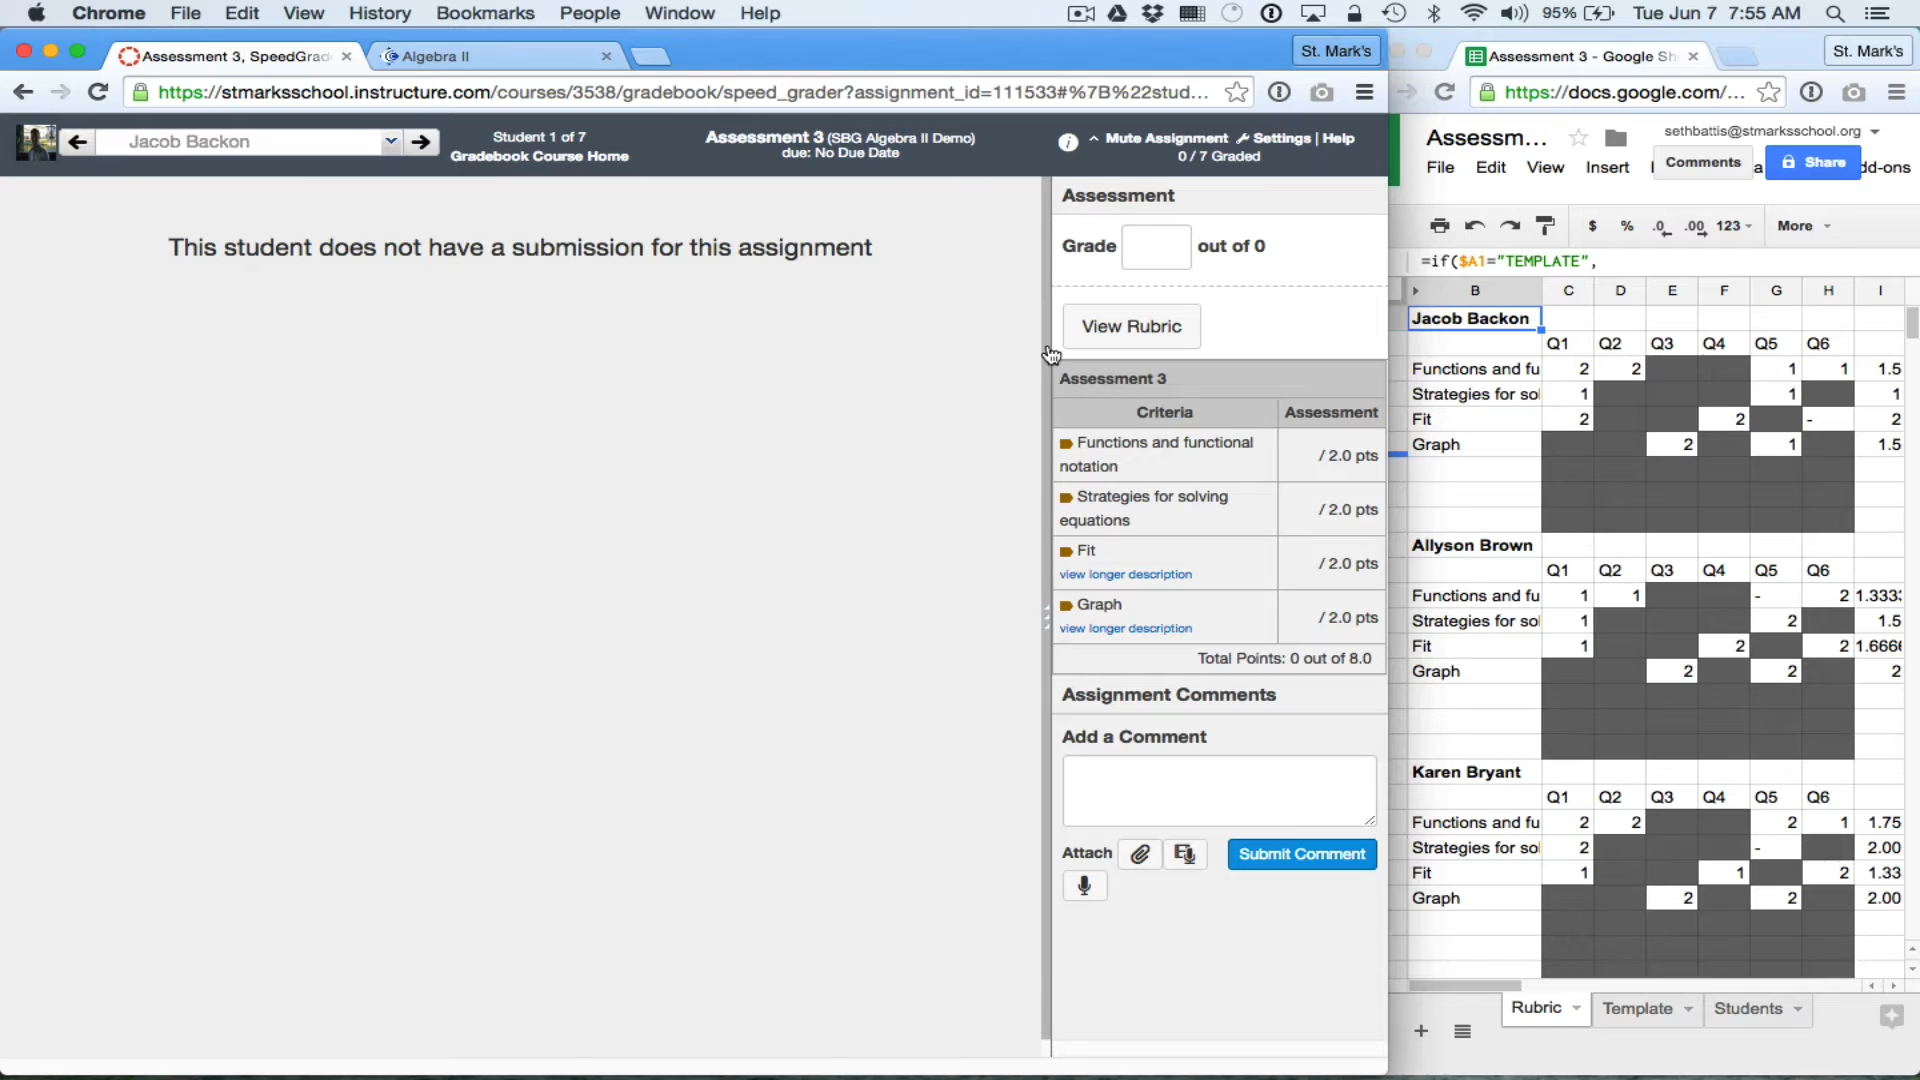 Chrome File Edit View History Bookmarks People Window Help 95% Tue Jun 7 7:55 AM
Assessment 3, SpeedGrad
Algebra II
St. Mark's
https://stmarksschool.instructure.com/courses/3538/gradebook/speed_grader?assignment_id=111533#%7B%22stud...
Jacob Backon
Student 1 of 7
Gradebook Course Home
Assessment 3 (SBG Algebra II Demo)
due: No Due Date
Mute Assignment Settings | Help
0 / 7 Graded
This student does not have a submission for this assignment
Assessment
Grade out of 0
View Rubric
Assessment 3
Criteria Assessment
Functions and functional
notation
/ 2.0 pts
Strategies for solving
equations
/ 2.0 pts
Fit
view longer description
/ 2.0 pts
Graph
view longer description
/ 2.0 pts
Total Points: 0 out of 8.0
Assignment Comments
Add a Comment
Attach
Submit Comment
Assessment 3 - Google Sh
St. Mark's
https://docs.google.com/...
Assessm...
sethbattis@stmarksschool.org
File Edit View Insert
Comments
Share
dd-ons
$ % .0 .00 123 More
=if($A1="TEMPLATE",
B C D E F G H I
Jacob Backon
Q1 Q2 Q3 Q4 Q5 Q6
Functions and fu 2 2 1 1 1.5
Strategies for sol 1 1 1
Fit 2 2 - 2
Graph 2 1 1.5
Allyson Brown
Q1 Q2 Q3 Q4 Q5 Q6
Functions and fu 1 1 - 2 1.333
Strategies for sol 1 2 1.5
Fit 1 2 2 1.666
Graph 2 2 2
Karen Bryant
Q1 Q2 Q3 Q4 Q5 Q6
Functions and fu 2 2 2 1 1.75
Strategies for sol 2 - 2.00
Fit 1 1 2 1.33
Graph 2 2 2.00
Rubric Template Students